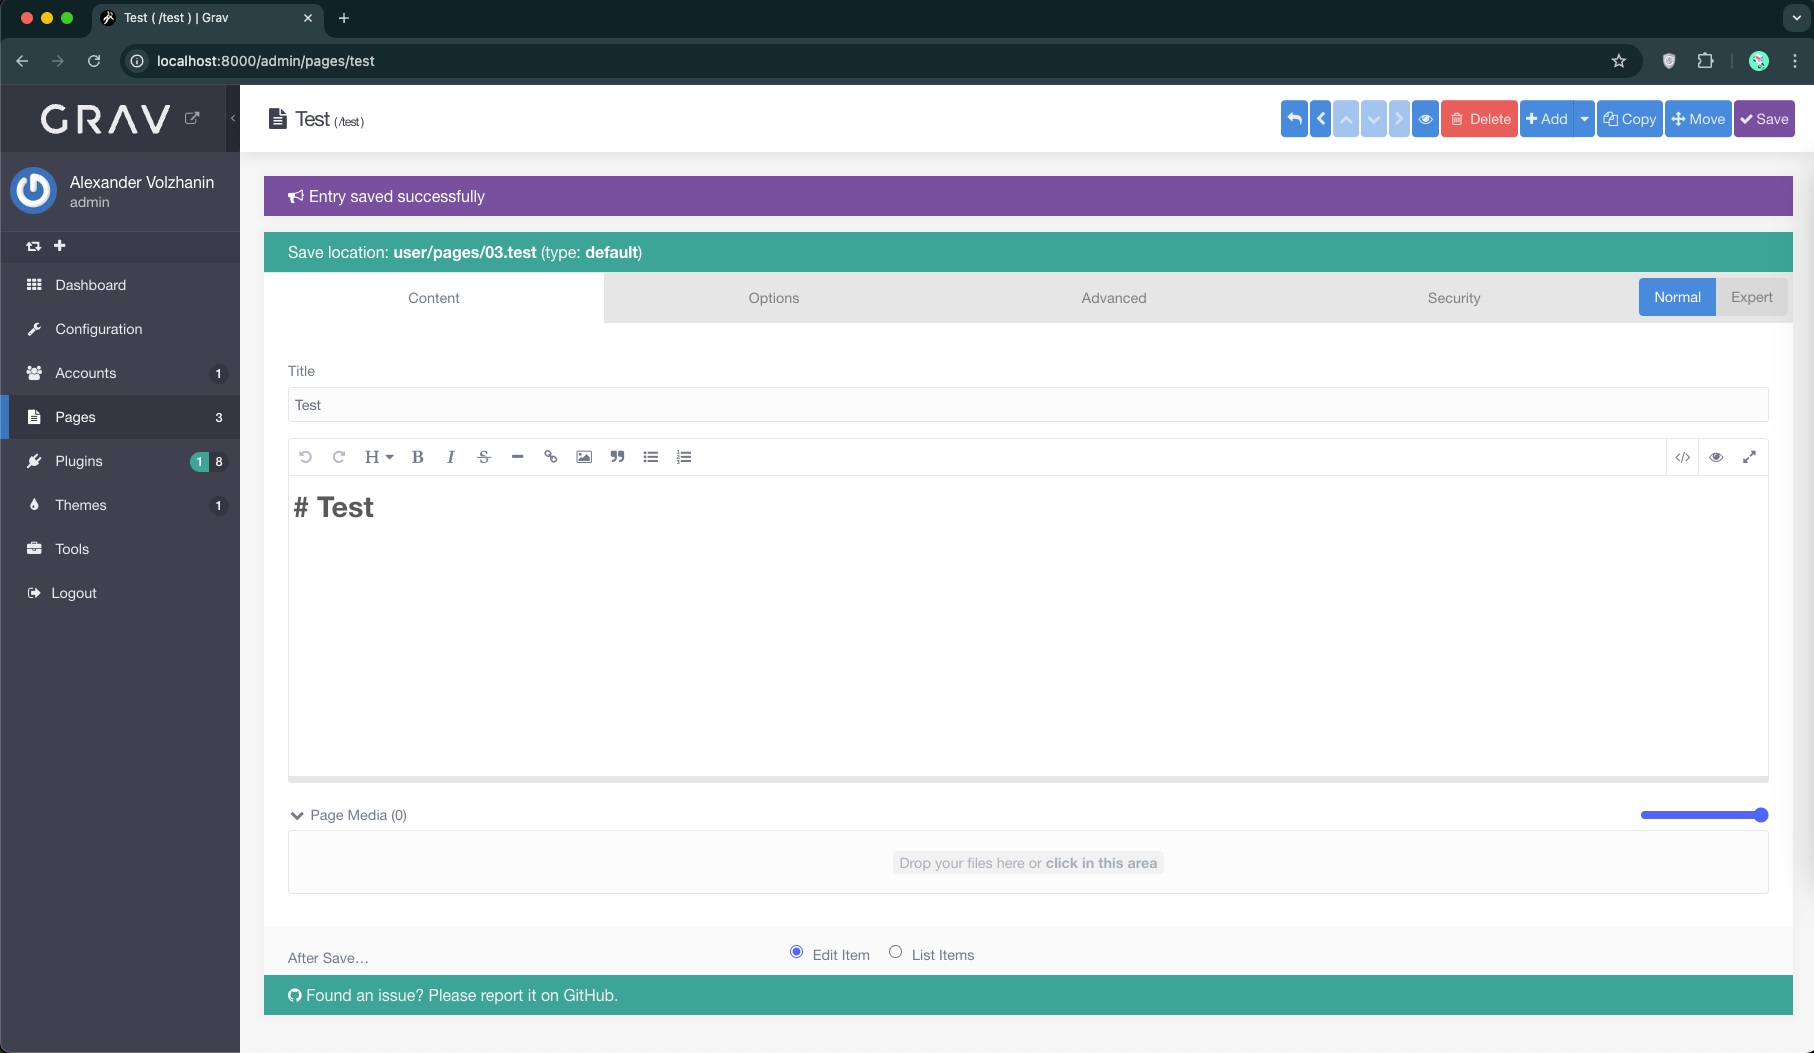 Test ( /test ) | Grav
localhost:8000/admin/pages/test
GRAV
Test (/test)
Delete
Add
Copy
Move
Save
Alexander Volzhanin
admin
Dashboard
Configuration
Accounts 1
Pages 3
Plugins 1 8
Themes 1
Tools
Logout
Entry saved successfully
Save location: user/pages/03.test (type: default)
Content Options Advanced Security Normal Expert
Title
Test
H B I S
# Test
Page Media (0)
Drop your files here or click in this area
After Save... Edit Item List Items
Found an issue? Please report it on GitHub.